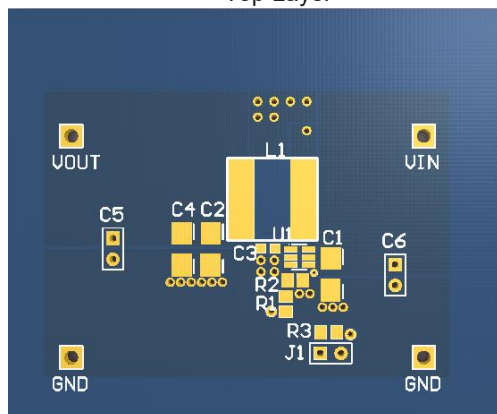 Top Layer
L1
VOUT
VIN
C5
C4
C2
U1
C1
C3
C6
R2
R1
R3
J1
GND
GND